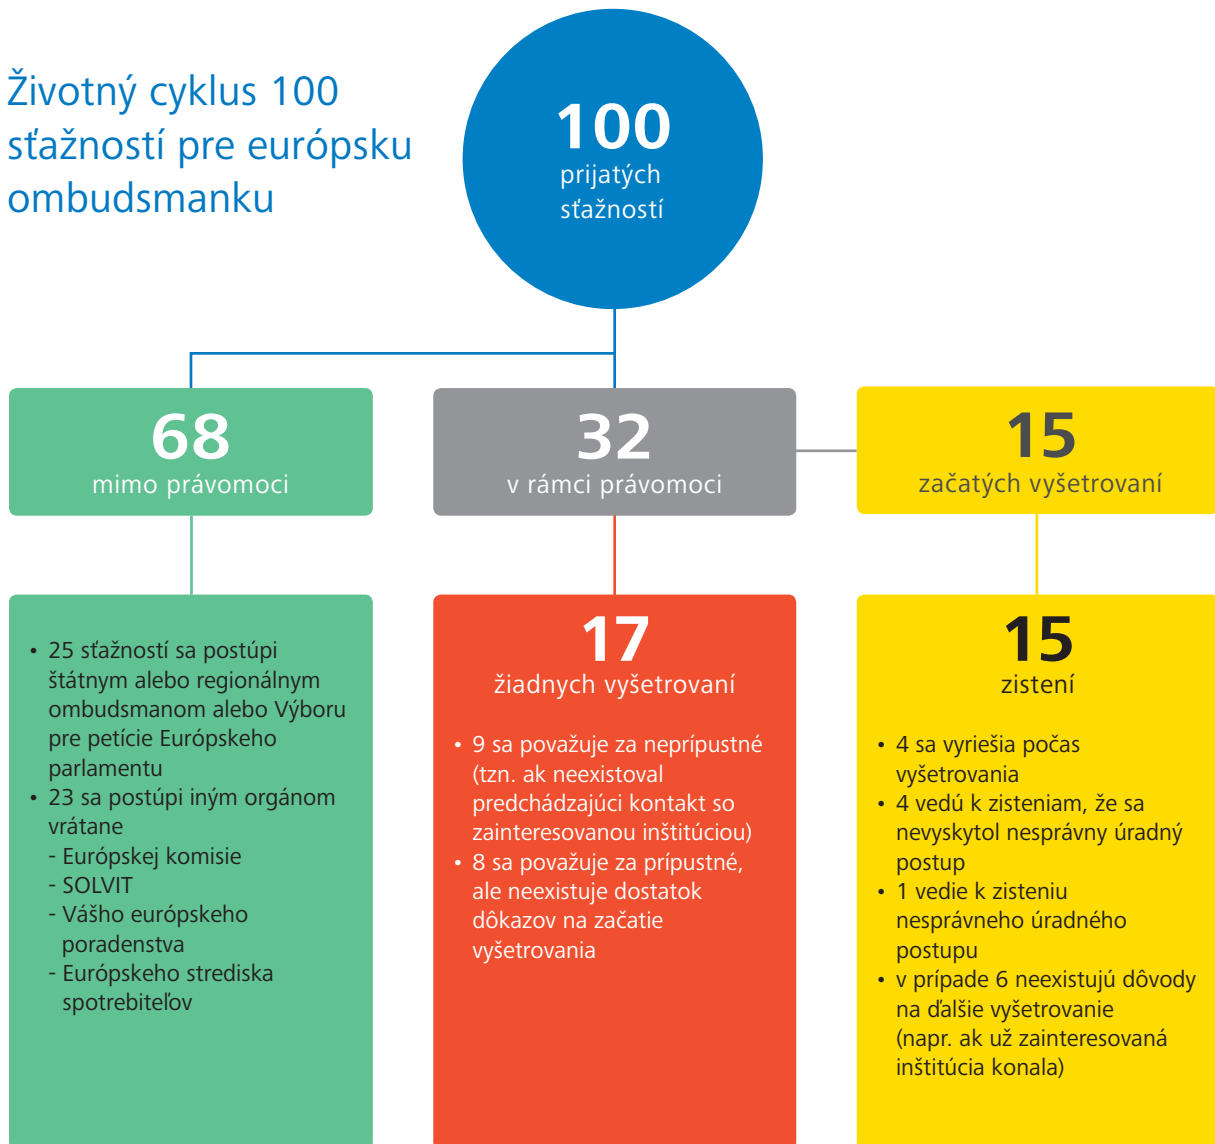 Životný cyklus 100
sťažností pre európsku
ombudsmanku
100
prijatých
sťažností
68
mimo právomoci
32
v rámci právomoci
15
začatých vyšetrovaní
• 25 sťažností sa postúpi
štátnym alebo regionálnym
ombudsmanom alebo Výboru
pre petície Európskeho
parlamentu
• 23 sa postúpi iným orgánom
vrátane
- Európskej komisie
- SOLVIT
- Vášho európskeho
poradenstva
- Európskeho strediska
spotrebiteľov
17
žiadnych vyšetrovaní
• 9 sa považuje za neprípustné
(tzn. ak neexistoval
predchádzajúci kontakt so
zainteresovanou inštitúciou)
• 8 sa považuje za prípustné,
ale neexistuje dostatok
dôkazov na začatie
vyšetrovania
15
zistení
• 4 sa vyriešia počas
vyšetrovania
• 4 vedú k zisteniam, že sa
nevyskytol nesprávny úradný
postup
• 1 vedie k zisteniu
nesprávneho úradného
postupu
• v prípade 6 neexistujú dôvody
na ďalšie vyšetrovanie
(napr. ak už zainteresovaná
inštitúcia konala)